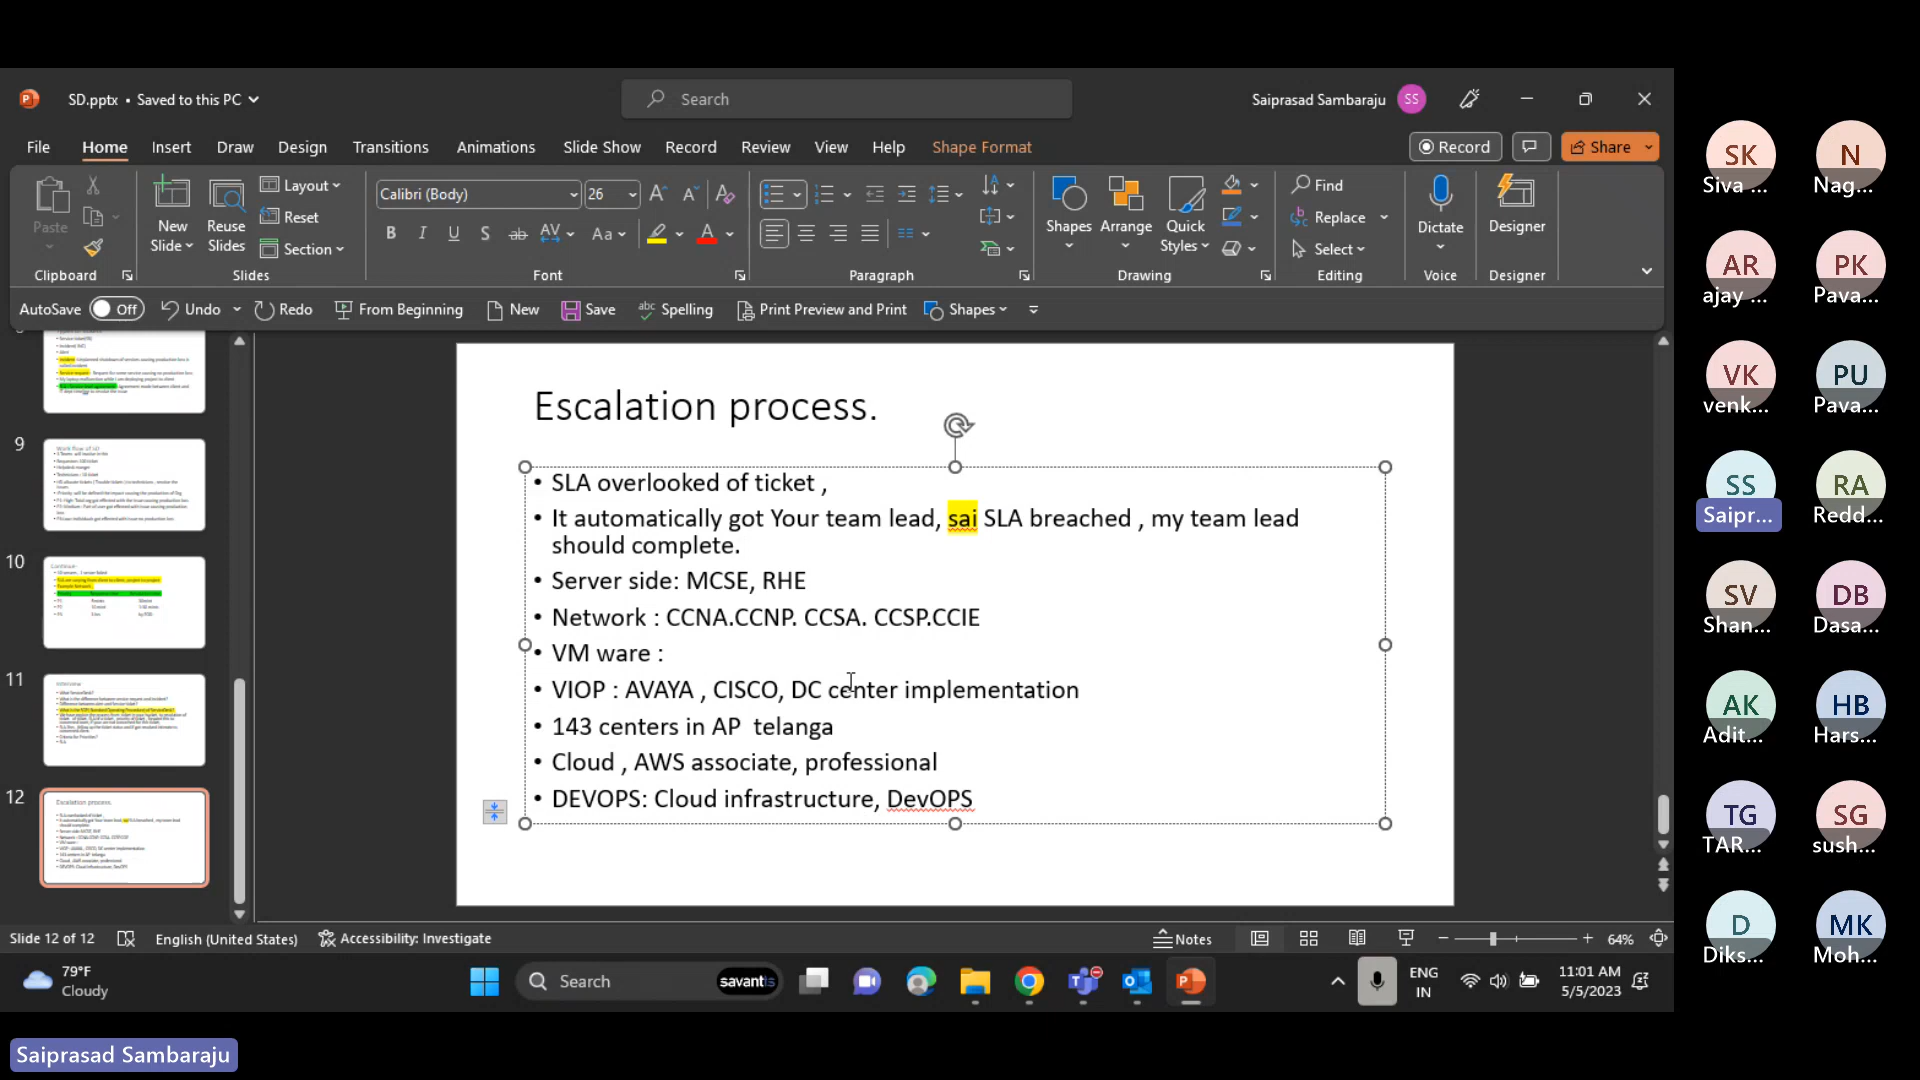 SD.pptx • Saved to this PC
Search
Saiprasad Sambaraju
SS
File
Home
Insert
Draw
Design
Transitions
Animations
Slide Show
Record
Review
View
Help
Shape Format
Record
Share
Paste
New Slide
Reuse Slides
Layout
Reset
Section
Calibri (Body)
26
Shapes
Arrange
Quick Styles
Find
Replace
Select
Dictate
Designer
Clipboard
Slides
Font
Paragraph
Drawing
Editing
Voice
Designer
AutoSave
Off
Undo
Redo
From Beginning
New
Save
Spelling
Print Preview and Print
Shapes
9
10
11
12
Escalation process.
• SLA overlooked of ticket ,
• It automatically got Your team lead, sai SLA breached , my team lead
should complete.
• Server side: MCSE, RHE
• Network : CCNA.CCNP. CCSA. CCSP.CCIE
• VM ware :
• VIOP : AVAYA , CISCO, DC center implementation
• 143 centers in AP telanga
• Cloud , AWS associate, professional
• DEVOPS: Cloud infrastructure, DevOPS
Slide 12 of 12
English (United States)
Accessibility: Investigate
Notes
64%
79°F
Cloudy
Search
savantis
ENG
IN
11:01 AM
5/5/2023
Saiprasad Sambaraju
SK
Siva ...
N
Nag...
AR
ajay ...
PK
Pava...
VK
venk...
PU
Pava...
SS
Saipr...
RA
Redd...
SV
Shan...
DB
Dasa...
AK
Adit...
HB
Hars...
TG
TAR...
SG
sush...
D
Diks...
MK
Moh...